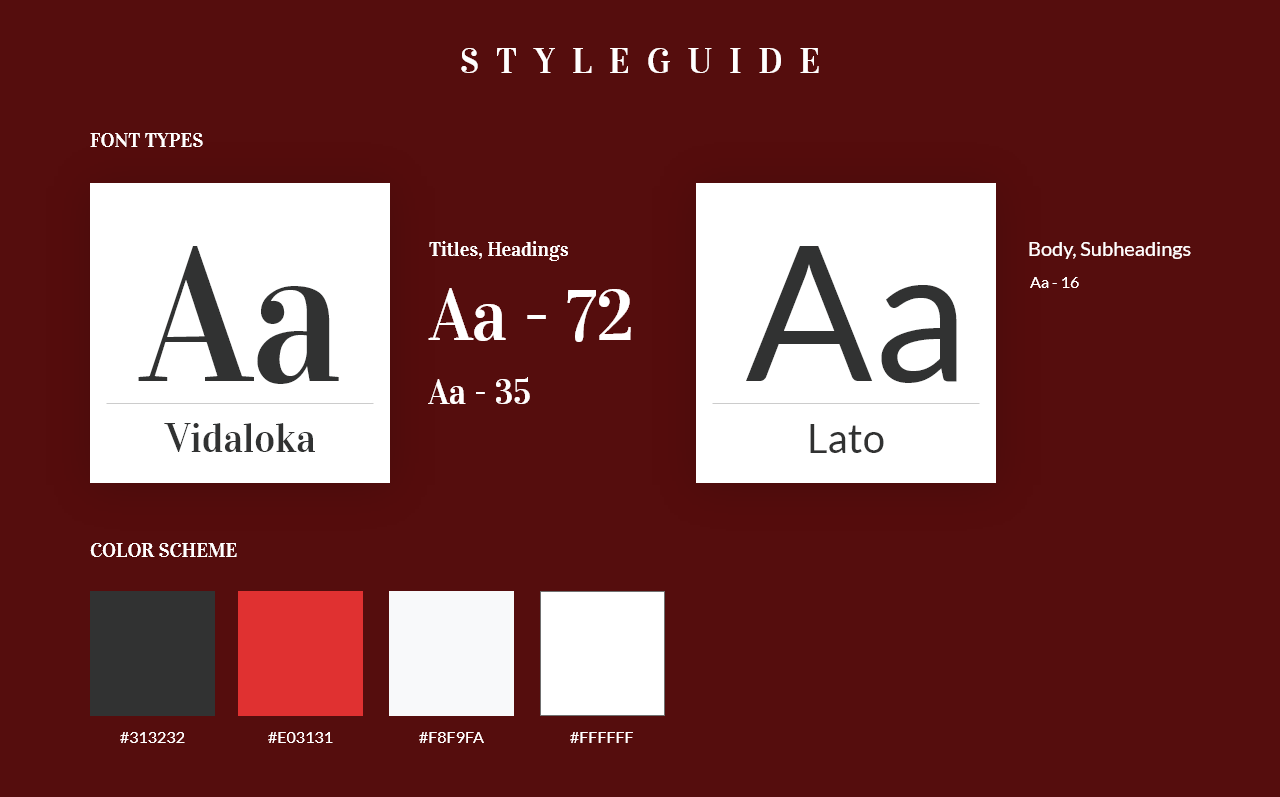 STYLEGUIDE
FONT TYPES
Aa
Vidaloka
Titles, Headings
Aa - 72
Aa - 35
Aa
Lato
Body, Subheadings
Aa - 16
COLOR SCHEME
#313232
#E03131
#F8F9FA
#FFFFFF